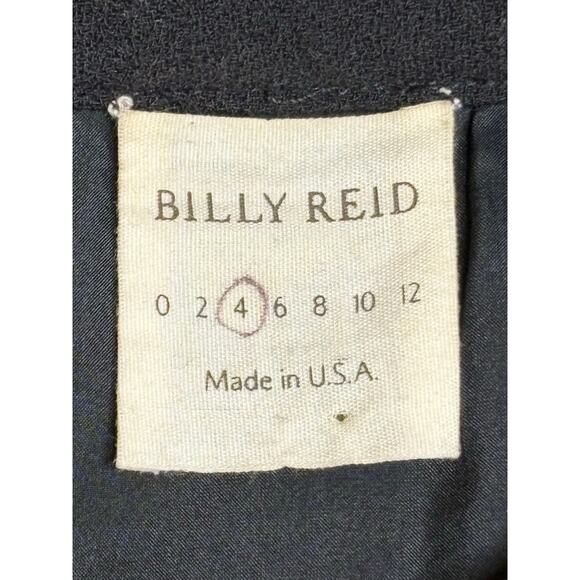 BILLY REID
0 2 4 6 8 10 12
Made in U.S.A.